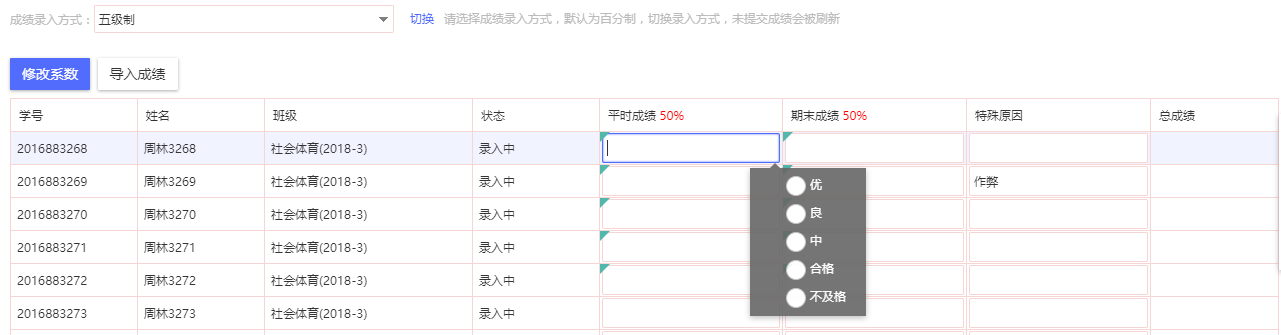 成绩录入方式：五级制 切换 请选择成绩录入方式，默认为百分制，切换录入方式，未提交成绩会被刷新
修改系数 导入成绩
学号 姓名 班级 状态 平时成绩 50% 期末成绩 50% 特殊原因 总成绩
2016883268 周林3268 社会体育(2018-3) 录入中
2016883269 周林3269 社会体育(2018-3) 录入中 作弊
2016883270 周林3270 社会体育(2018-3) 录入中
2016883271 周林3271 社会体育(2018-3) 录入中
2016883272 周林3272 社会体育(2018-3) 录入中
2016883273 周林3273 社会体育(2018-3) 录入中
优
良
中
合格
不及格